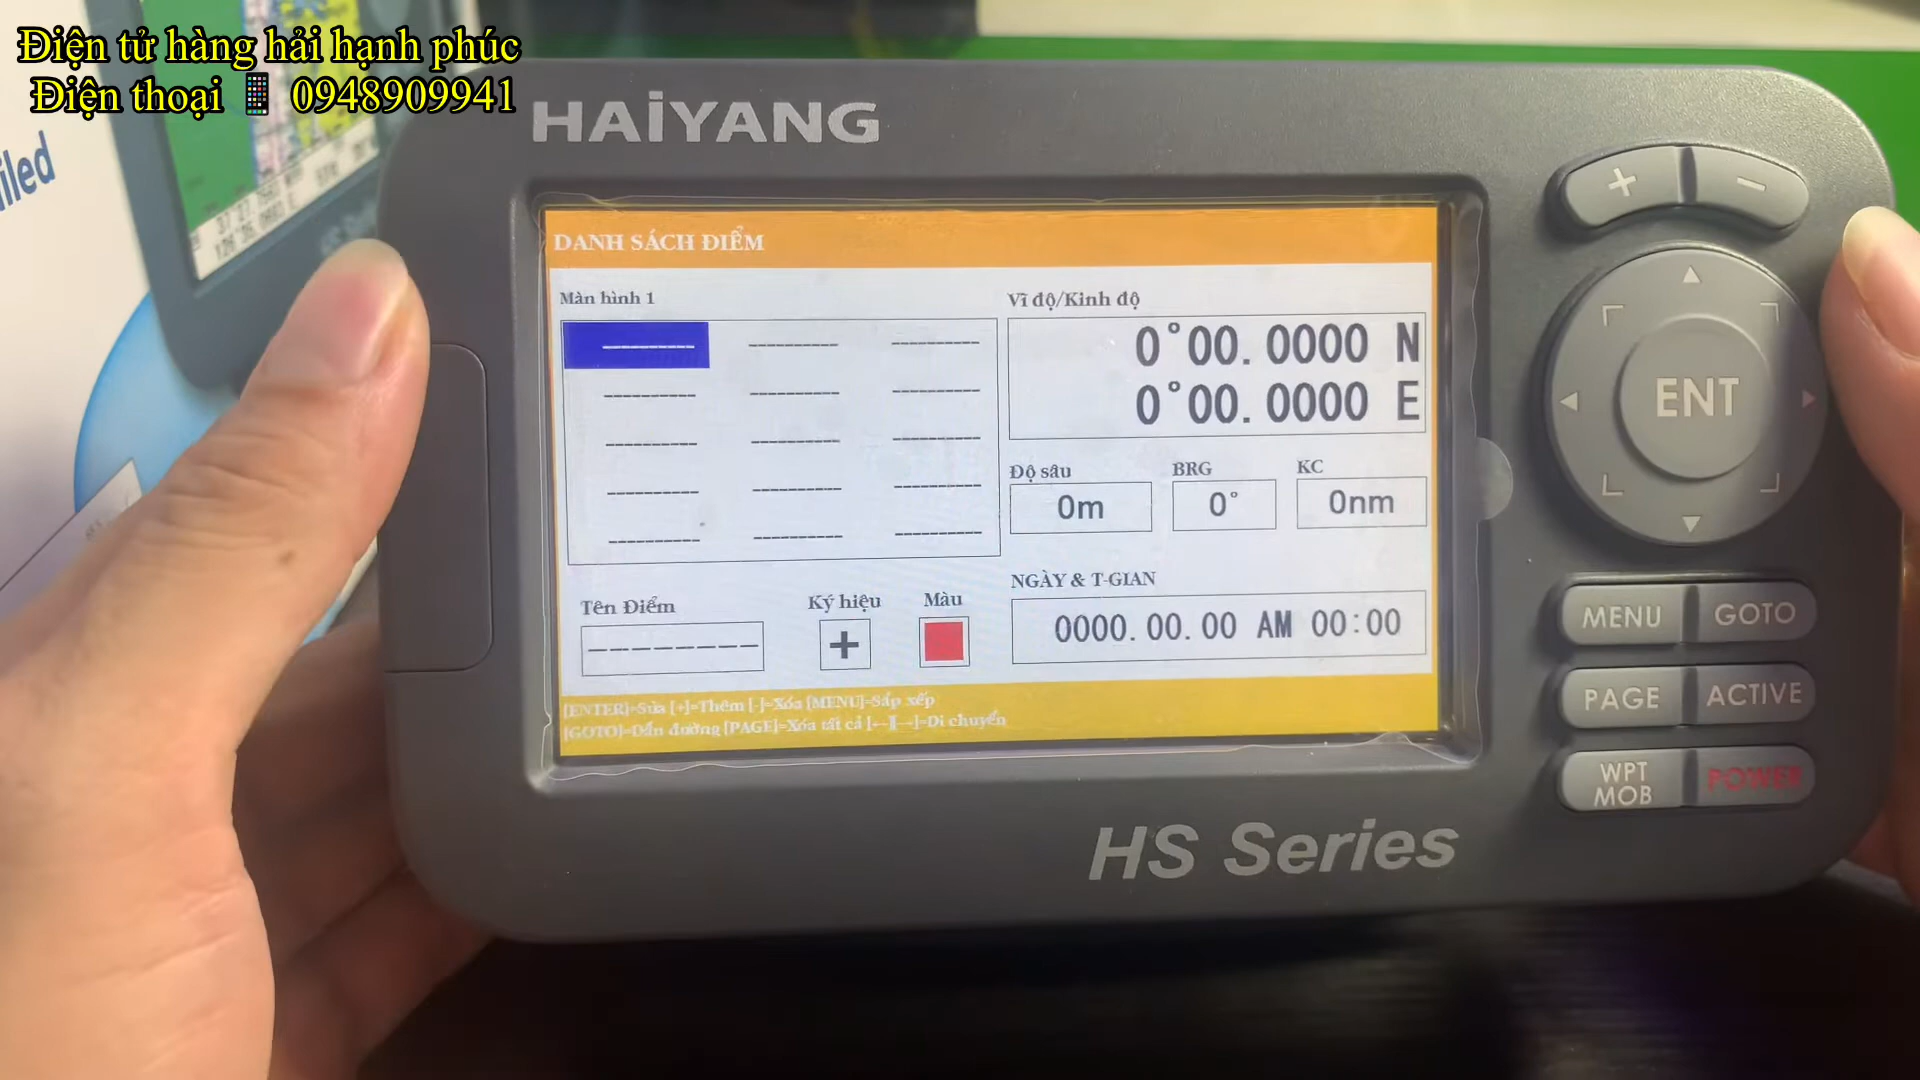 Điện tử hàng hải hạnh phúc
Điện thoại 📱 0948909941
HAiYANG
DANH SÁCH ĐIỂM
Màn hình 1
Vĩ độ/Kinh độ
0°00.0000 N
0°00.0000 E
Độ sâu BRG KC
0m 0° 0nm
NGÀY & T-GIAN
0000.00.00 AM 00:00
Tên Điểm Ký hiệu Màu
[ENTER]=Sửa [+]=Thêm [-]=Xóa [MENU]=Sắp xếp
[GOTO]=Dẫn đường [PAGE]=Xóa tất cả [←][→]=Di chuyển
+ −
ENT
MENU GOTO
PAGE ACTIVE
WPT
MOB
POWER
HS Series